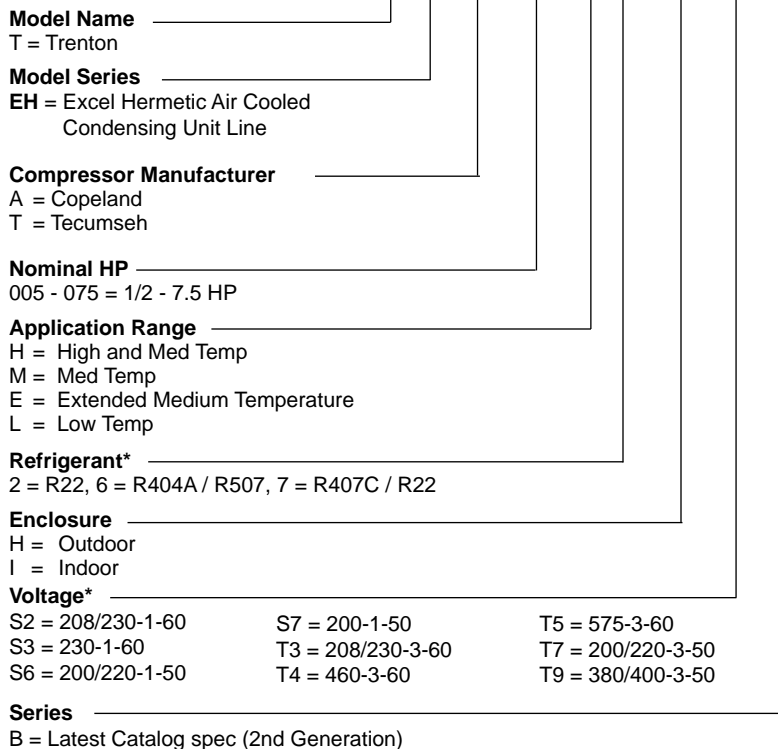 Model Name
T = Trenton
Model Series
EH = Excel Hermetic Air Cooled
Condensing Unit Line
Compressor Manufacturer
A = Copeland
T = Tecumseh
Nominal HP
005 - 075 = 1/2 - 7.5 HP
Application Range
H = High and Med Temp
M = Med Temp
E = Extended Medium Temperature
L = Low Temp
Refrigerant*
2 = R22, 6 = R404A / R507, 7 = R407C / R22
Enclosure
H = Outdoor
I = Indoor
Voltage*
S2 = 208/230-1-60 S7 = 200-1-50 T5 = 575-3-60
S3 = 230-1-60 T3 = 208/230-3-60 T7 = 200/220-3-50
S6 = 200/220-1-50 T4 = 460-3-60 T9 = 380/400-3-50
Series
B = Latest Catalog spec (2nd Generation)